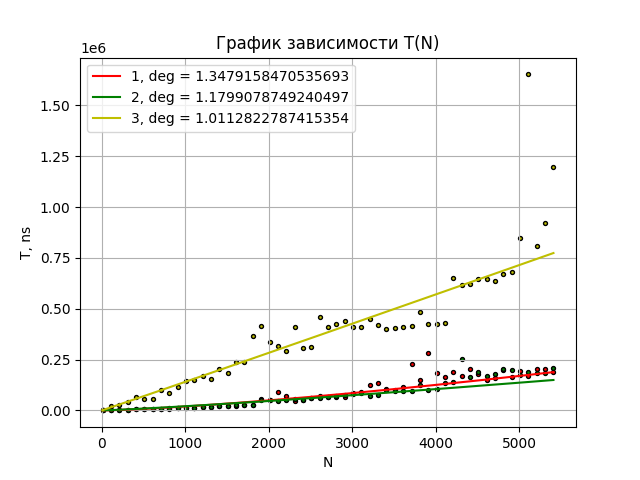 График зависимости T(N)
1e6
1, deg = 1.3479158470535693
2, deg = 1.1799078749240497
3, deg = 1.0112822787415354
1.50
1.25
1.00
0.75
0.50
0.25
0.00
T, ns
0 1000 2000 3000 4000 5000
N